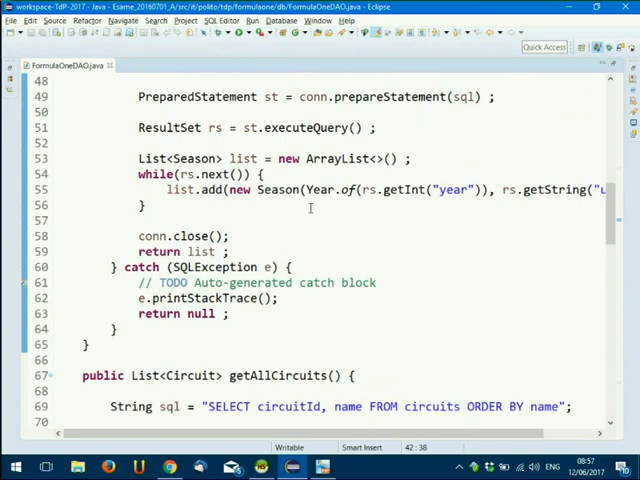 workspace-TdP-2017 - Java - Esame_20160701_A/src/it/polito/tdp/formulaone/db/FormulaOneDAO.java - Eclipse
File Edit Source Refactor Navigate Search Project SQL Editor Run Database Window Help
Quick Access
FormulaOneDAO.java
48
49 PreparedStatement st = conn.prepareStatement(sql) ;
50
51 ResultSet rs = st.executeQuery() ;
52
53 List<Season> list = new ArrayList<>() ;
54 while(rs.next()) {
55 list.add(new Season(Year.of(rs.getInt("year")), rs.getString("u
56 }
57
58 conn.close();
59 return list ;
60 } catch (SQLException e) {
61 // TODO Auto-generated catch block
62 e.printStackTrace();
63 return null ;
64 }
65 }
66
67 public List<Circuit> getAllCircuits() {
68
69 String sql = "SELECT circuitId, name FROM circuits ORDER BY name";
70
Writable Smart Insert 42 : 38
08:57
12/06/2017